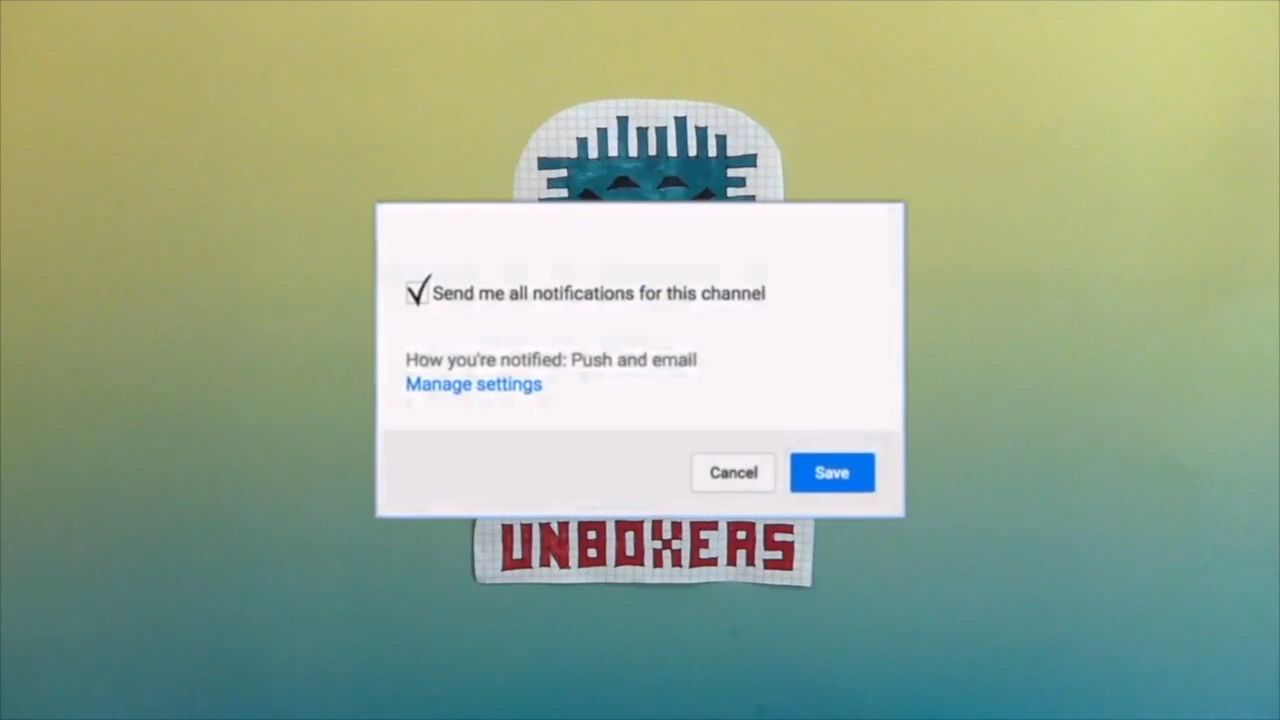 Send me all notifications for this channel
How you're notified: Push and email
Manage settings
Cancel
Save
UNBOXERS